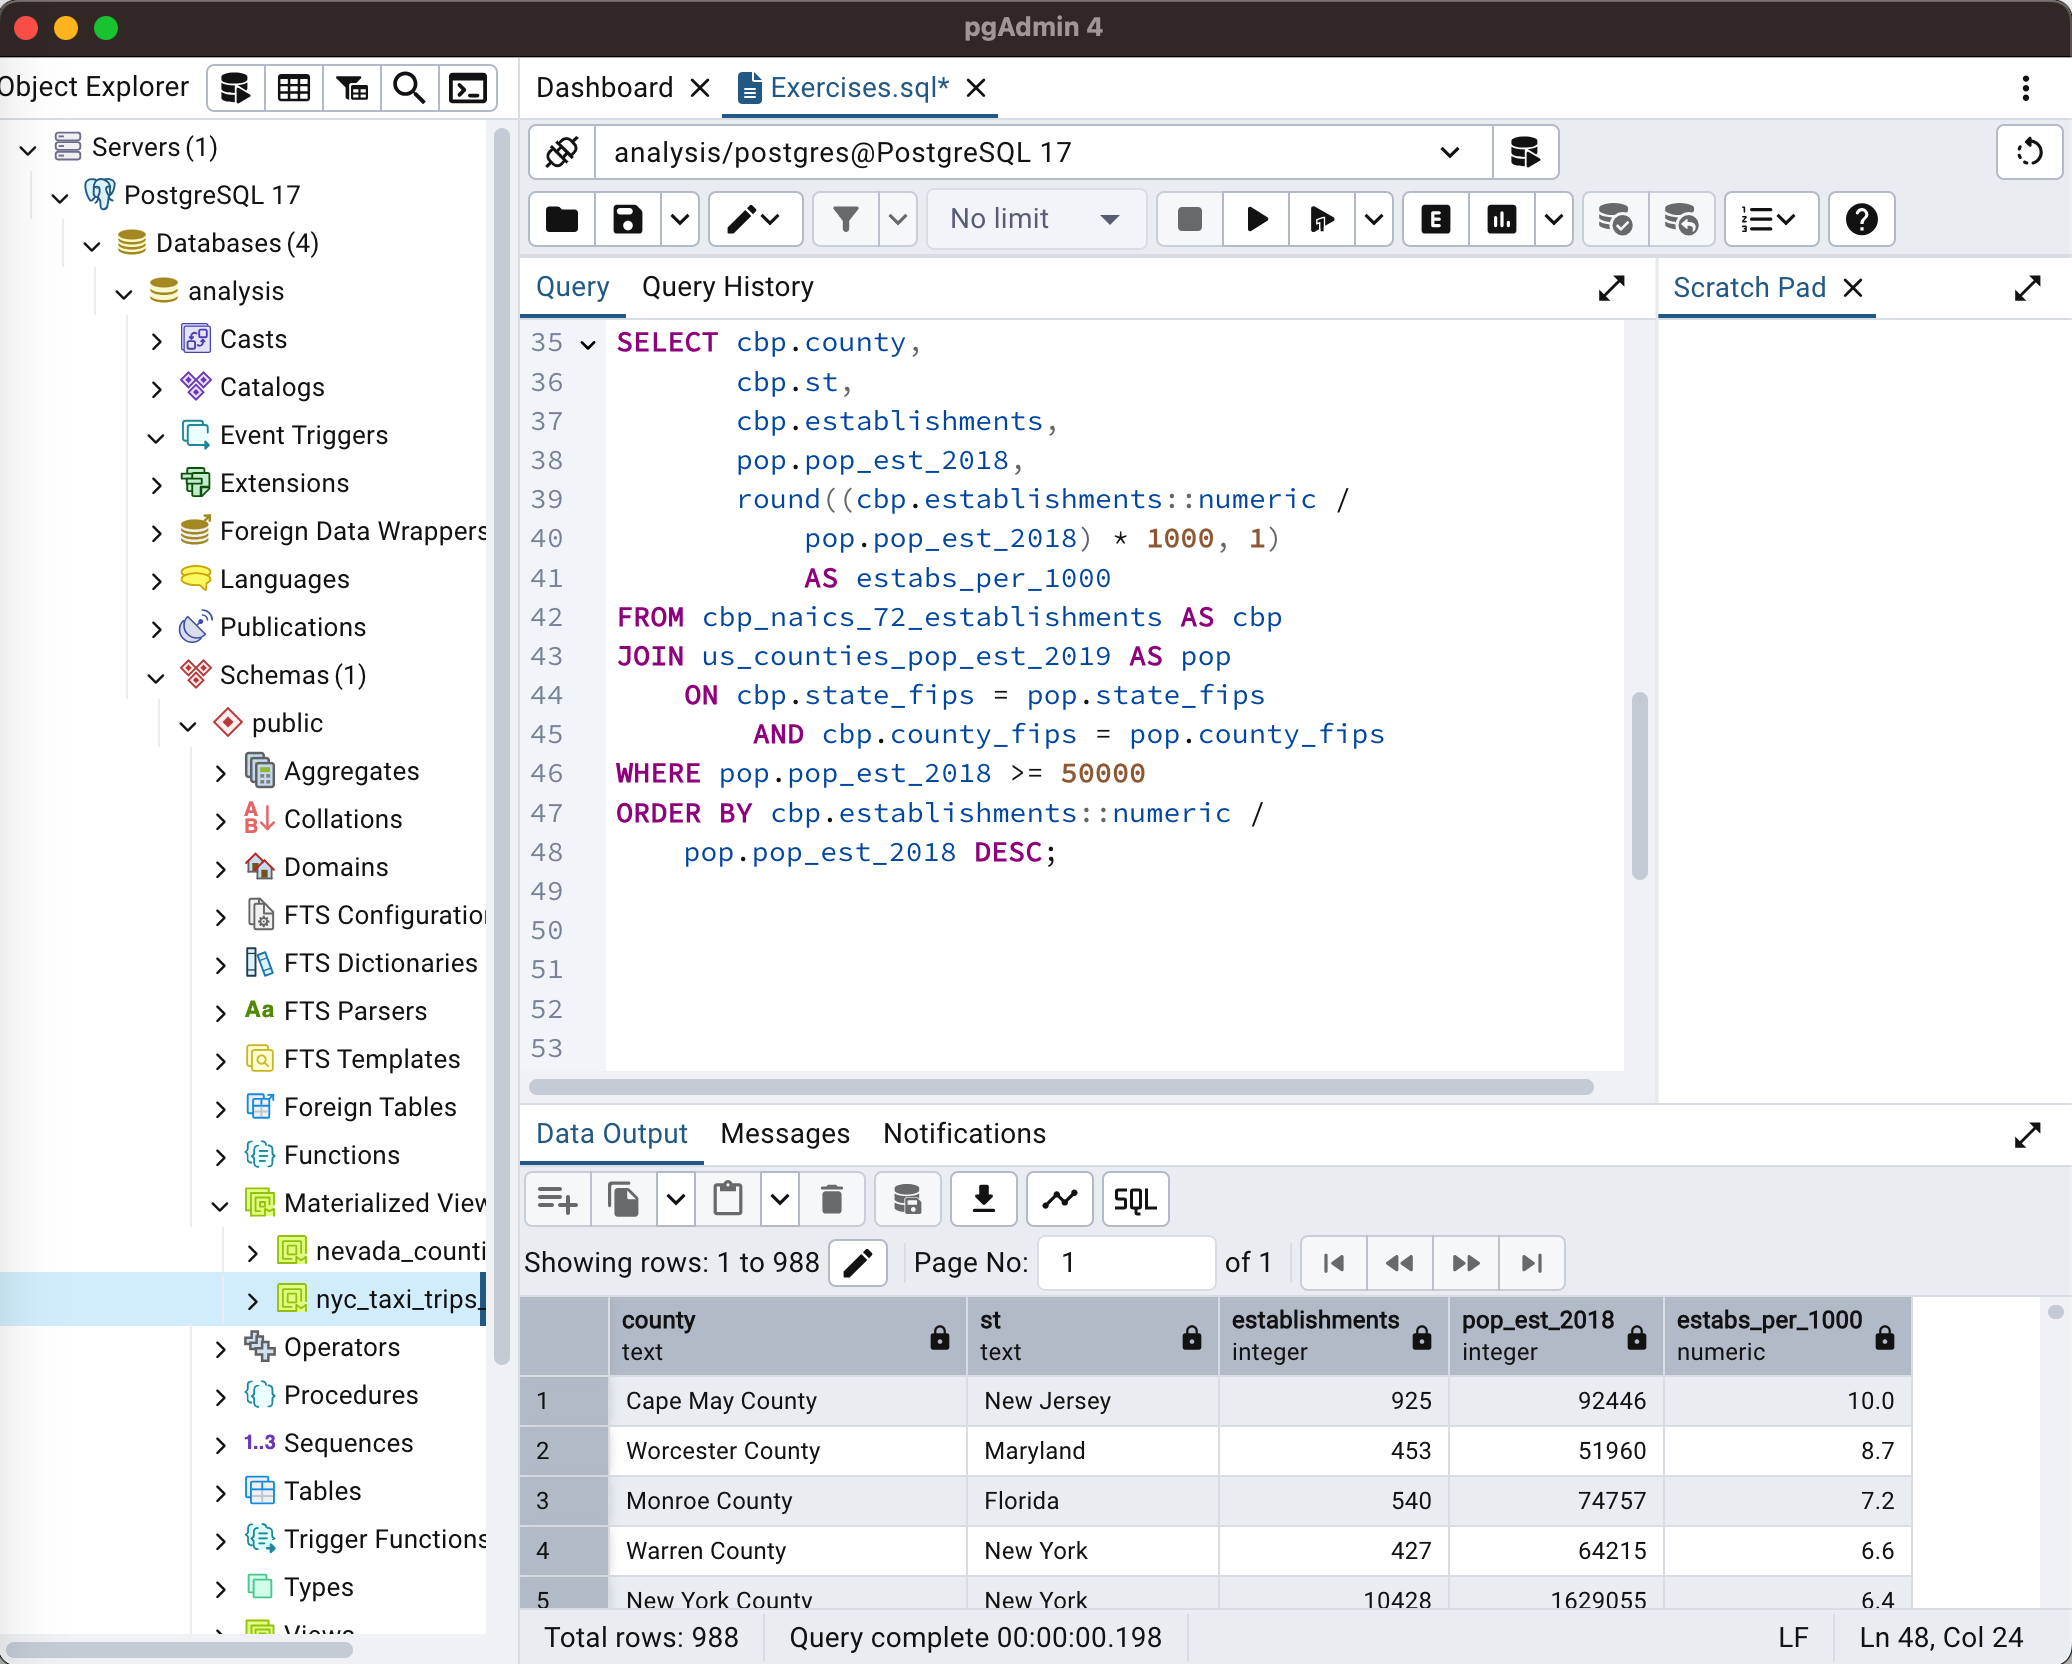 pgAdmin 4
Object Explorer
Dashboard
Exercises.sql*
Servers (1)
PostgreSQL 17
Databases (4)
analysis
Casts
Catalogs
Event Triggers
Extensions
Foreign Data Wrappers
Languages
Publications
Schemas (1)
public
Aggregates
Collations
Domains
FTS Configuration
FTS Dictionaries
Aa FTS Parsers
FTS Templates
Foreign Tables
Functions
Materialized View
nevada_counti
nyc_taxi_trips_
Operators
Procedures
1..3 Sequences
Tables
Trigger Functions
Types
Views
analysis/postgres@PostgreSQL 17
No limit
E
Query
Query History
Scratch Pad
35 SELECT cbp.county,
36 cbp.st,
37 cbp.establishments,
38 pop.pop_est_2018,
39 round((cbp.establishments::numeric /
40 pop.pop_est_2018) * 1000, 1)
41 AS estabs_per_1000
42 FROM cbp_naics_72_establishments AS cbp
43 JOIN us_counties_pop_est_2019 AS pop
44 ON cbp.state_fips = pop.state_fips
45 AND cbp.county_fips = pop.county_fips
46 WHERE pop.pop_est_2018 >= 50000
47 ORDER BY cbp.establishments::numeric /
48 pop.pop_est_2018 DESC;
49
50
51
52
53
Data Output
Messages
Notifications
SQL
Showing rows: 1 to 988
Page No: 1 of 1
county text
st text
establishments integer
pop_est_2018 integer
estabs_per_1000 numeric
1 Cape May County New Jersey 925 92446 10.0
2 Worcester County Maryland 453 51960 8.7
3 Monroe County Florida 540 74757 7.2
4 Warren County New York 427 64215 6.6
5 New York County New York 10428 1629055 6.4
Total rows: 988
Query complete 00:00:00.198
LF
Ln 48, Col 24